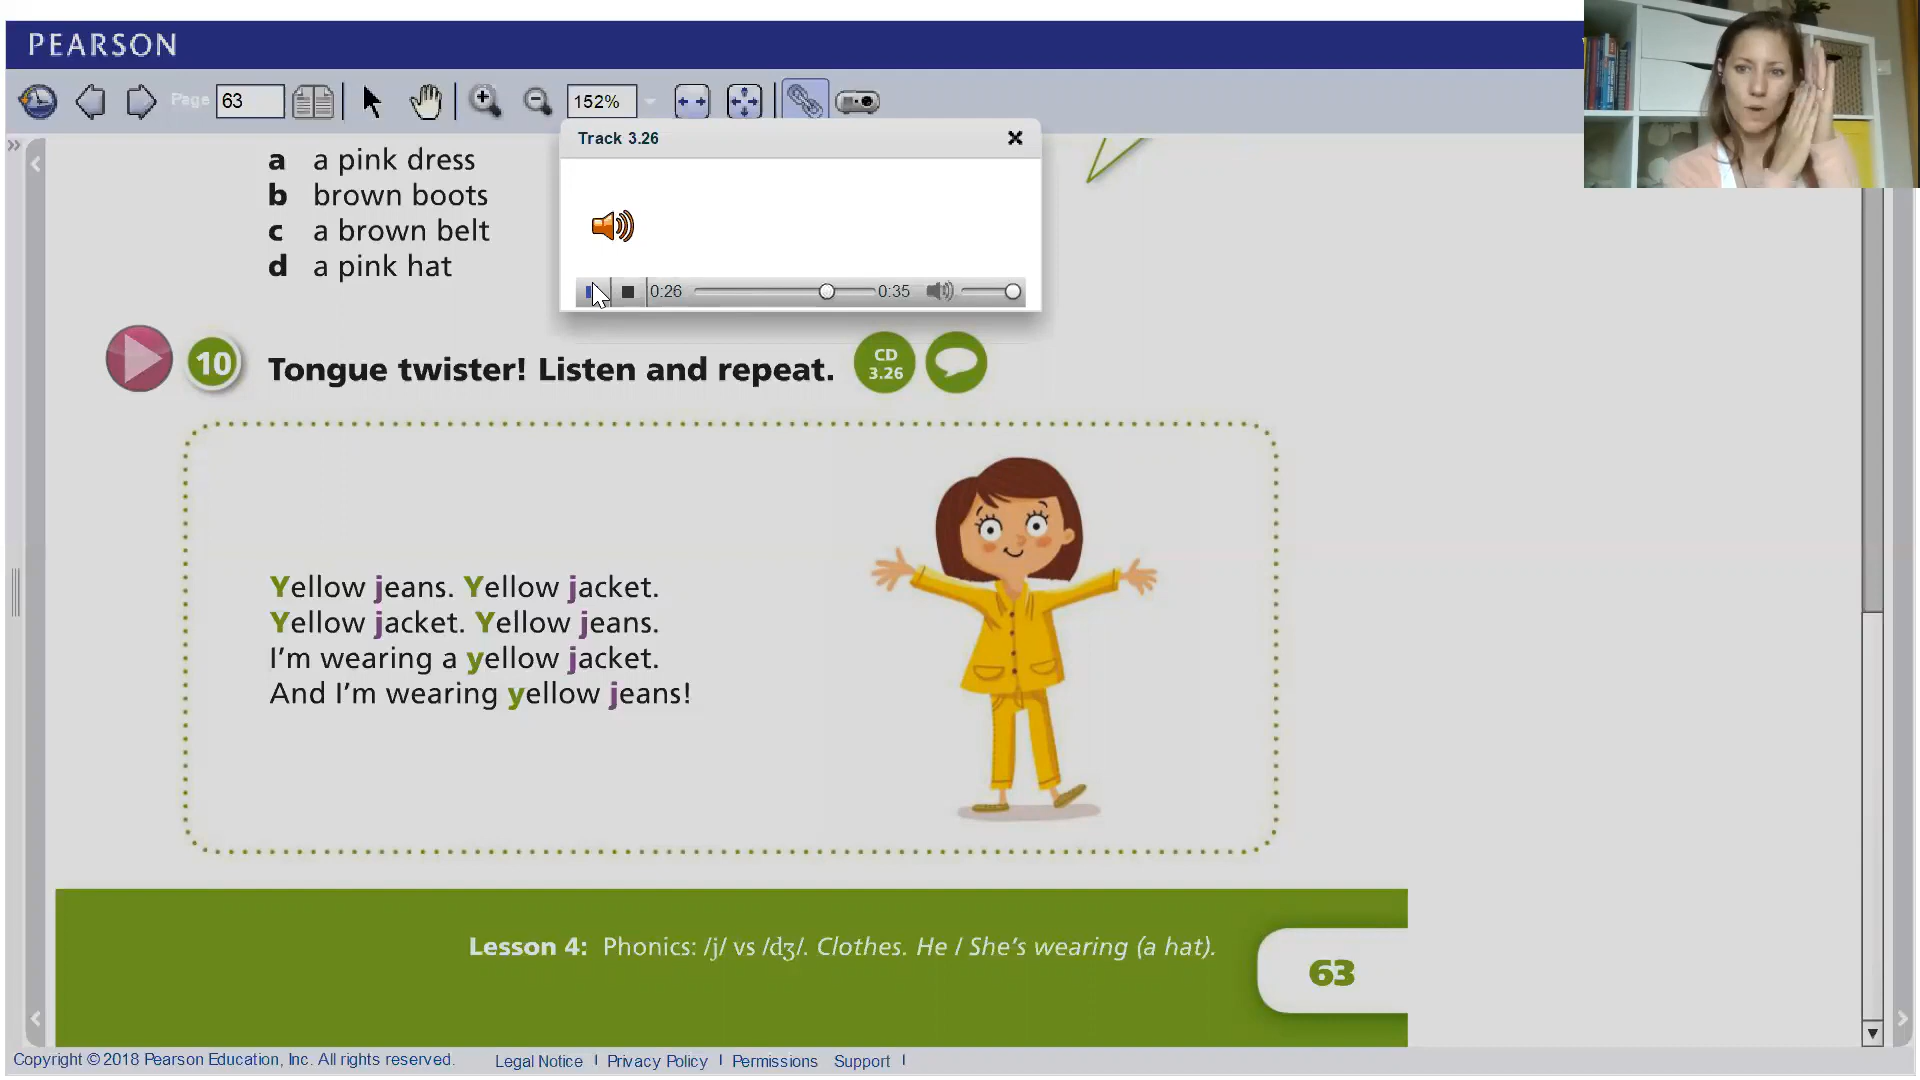 PEARSON
Page 63
152%
Track 3.26
a a pink dress
b brown boots
c a brown belt
d a pink hat
0:26
0:35
10 Tongue twister! Listen and repeat.
CD
3.26
Yellow jeans. Yellow jacket.
Yellow jacket. Yellow jeans.
I'm wearing a yellow jacket.
And I'm wearing yellow jeans!
Lesson 4: Phonics: /j/ vs /dʒ/. Clothes. He / She's wearing (a hat).
63
Copyright © 2018 Pearson Education, Inc. All rights reserved. Legal Notice | Privacy Policy | Permissions Support |